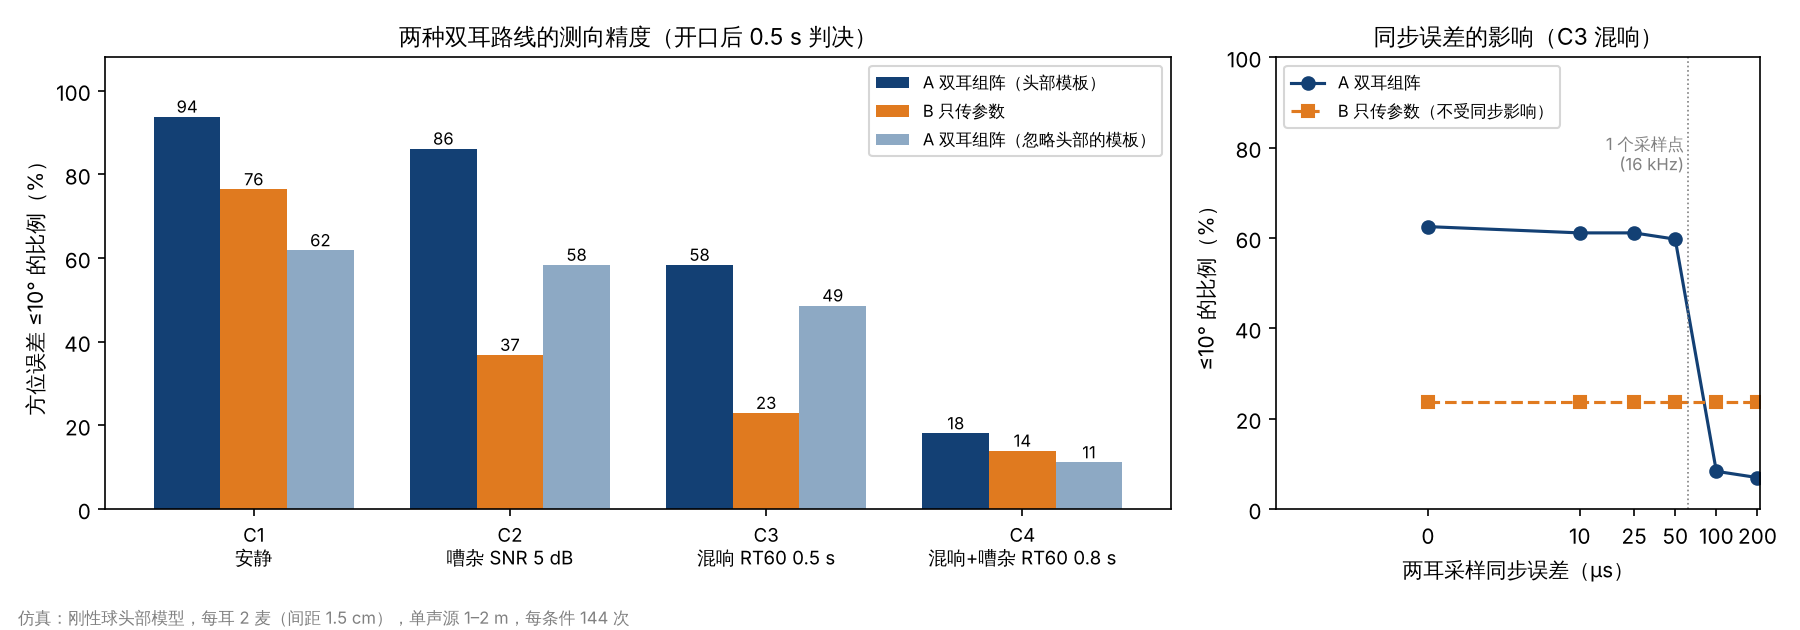 两种双耳路线的测向精度（开口后 0.5 s 判决）
方位误差 ≤10° 的比例（%）
100
80
60
40
20
0
A 双耳组阵（头部模板）
B 只传参数
A 双耳组阵（忽略头部的模板）
94
76
62
86
37
58
58
23
49
18
14
11
C1
安静
C2
嘈杂 SNR 5 dB
C3
混响 RT60 0.5 s
C4
混响+嘈杂 RT60 0.8 s
同步误差的影响（C3 混响）
≤10° 的比例（%）
100
80
60
40
20
0
A 双耳组阵
B 只传参数（不受同步影响）
1 个采样点
(16 kHz)
0
10
25
50
100
200
两耳采样同步误差（μs）
仿真：刚性球头部模型，每耳 2 麦（间距 1.5 cm），单声源 1–2 m，每条件 144 次